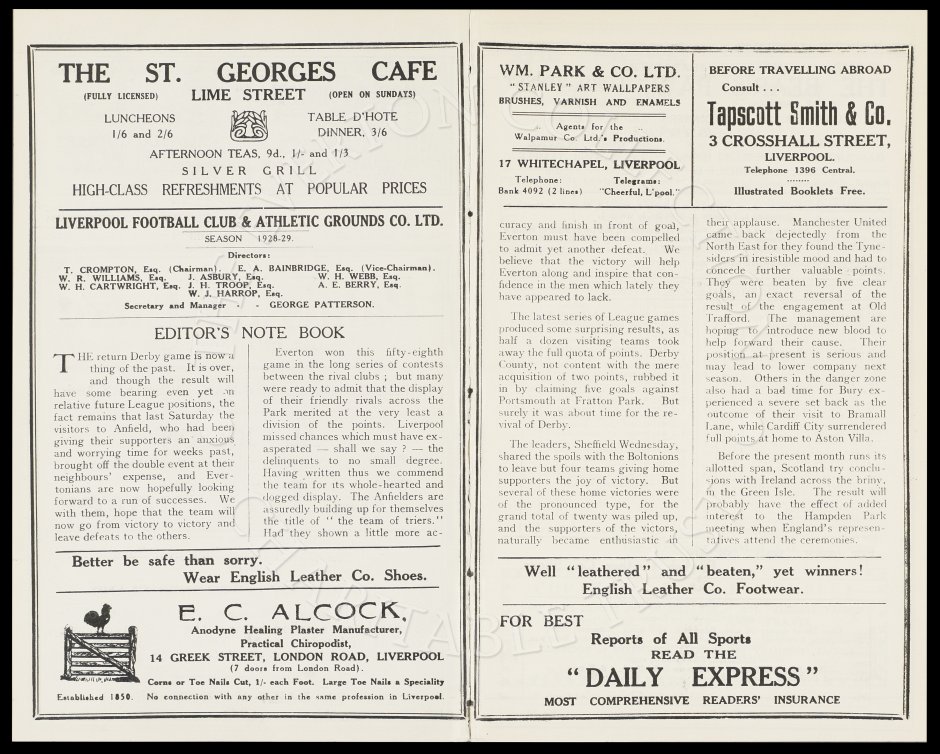 THE ST. GEORGES CAFE
(FULLY LICENSED) LIME STREET (OPEN ON SUNDAYS)
LUNCHEONS
1/6 and 2/6
TABLE D'HOTE
DINNER, 3/6
AFTERNOON TEAS, 9d., 1/- and 1/3
SILVER GRILL
HIGH-CLASS REFRESHMENTS AT POPULAR PRICES
LIVERPOOL FOOTBALL CLUB & ATHLETIC GROUNDS CO. LTD.
SEASON 1928-29.
Directors:
T. CROMPTON, Esq. (Chairman). E. A. BAINBRIDGE, Esq. (Vice-Chairman).
W. R. WILLIAMS, Esq. J. ASBURY, Esq. W. H. WEBB, Esq.
W. H. CARTWRIGHT, Esq. J. H. TROOP, Esq. A. E. BERRY, Esq.
W. J. HARROP, Esq.
Secretary and Manager - - GEORGE PATTERSON.
EDITOR'S NOTE BOOK
THE return Derby game is now a
thing of the past. It is over,
and though the result will
have some bearing even yet on
relative future League positions, the
fact remains that last Saturday the
visitors to Anfield, who had been
giving their supporters an anxious
and worrying time for weeks past,
brought off the double event at their
neighbours' expense, and Ever-
tonians are now hopefully looking
forward to a run of successes. We
with them, hope that the team will
now go from victory to victory and
leave defeats to the others.
Everton won this fifty-eighth
game in the long series of contests
between the rival clubs ; but many
were ready to admit that the display
of their friendly rivals across the
Park merited at the very least a
division of the points. Liverpool
missed chances which must have ex-
asperated — shall we say ? — the
delinquents to no small degree.
Having written thus we commend
the team for its whole-hearted and
dogged display. The Anfielders are
assuredly building up for themselves
the title of " the team of triers."
Had they shown a little more ac-
Better be safe than sorry.
Wear English Leather Co. Shoes.
E. C. ALCOCK,
Anodyne Healing Plaster Manufacturer,
Practical Chiropodist,
14 GREEK STREET, LONDON ROAD, LIVERPOOL
(7 doors from London Road).
Corns or Toe Nails Cut, 1/- each Foot. Large Toe Nails a Speciality
Established 1850. No connection with any other in the same profession in Liverpool.
WM. PARK & CO. LTD.
"STANLEY" ART WALLPAPERS
BRUSHES, VARNISH AND ENAMELS
.. Agents for the ..
Walpamur Co. Ltd.'s Productions.
17 WHITECHAPEL, LIVERPOOL
Telephone: Telegrams:
Bank 4092 (2 lines) "Cheerful, L'pool."
BEFORE TRAVELLING ABROAD
Consult . . .
Tapscott Smith & Co.
3 CROSSHALL STREET,
LIVERPOOL.
Telephone 1396 Central.
Illustrated Booklets Free.
curacy and finish in front of goal,
Everton must have been compelled
to admit yet another defeat. We
believe that the victory will help
Everton along and inspire that con-
fidence in the men which lately they
have appeared to lack.
The latest series of League games
produced some surprising results, as
half a dozen visiting teams took
away the full quota of points. Derby
County, not content with the mere
acquisition of two points, rubbed it
in by claiming five goals against
Portsmouth at Fratton Park. But
surely it was about time for the re-
vival of Derby.
The leaders, Sheffield Wednesday,
shared the spoils with the Boltonions
to leave but four teams giving home
supporters the joy of victory. But
several of these home victories were
of the pronounced type, for the
grand total of twenty was piled up,
and the supporters of the victors,
naturally became enthusiastic in
their applause. Manchester United
came back dejectedly from the
North East for they found the Tyne-
siders in irresistible mood and had to
concede further valuable points.
They were beaten by five clear
goals, an exact reversal of the
result of the engagement at Old
Trafford. The management are
hoping to introduce new blood to
help forward their cause. Their
position at present is serious and
may lead to lower company next
season. Others in the danger zone
also had a bad time for Bury ex-
perienced a severe set back as the
outcome of their visit to Bramall
Lane, while Cardiff City surrendered
full points at home to Aston Villa.
Before the present month runs its
allotted span, Scotland try conclu-
sions with Ireland across the briny,
in the Green Isle. The result will
probably have the effect of added
interest to the Hampden Park
meeting when England's represen-
tatives attend the ceremonies.
Well "leathered" and "beaten," yet winners!
English Leather Co. Footwear.
FOR BEST
Reports of All Sports
READ THE
"DAILY EXPRESS"
MOST COMPREHENSIVE READERS' INSURANCE